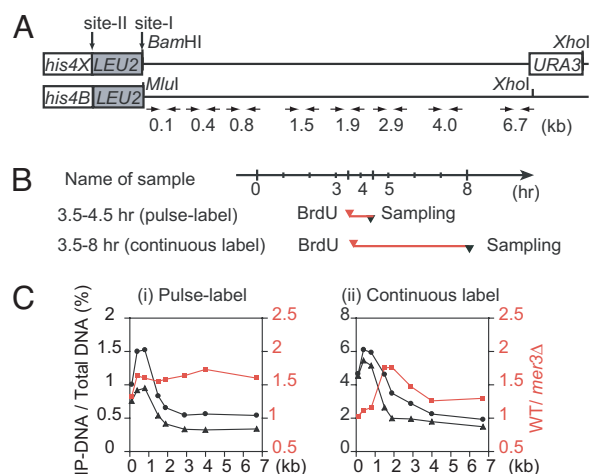 A
site-II
site-I
BamHI
XhoI
his4X LEU2
URA3
MluI
XhoI
his4B LEU2
0.1 0.4 0.8 1.5 1.9 2.9 4.0 6.7 (kb)
B
Name of sample
0 3 4 5 8
(hr)
3.5-4.5 hr (pulse-label) BrdU Sampling
3.5-8 hr (continuous label) BrdU Sampling
C
(i) Pulse-label
(ii) Continuous label
IP-DNA / Total DNA (%)
2
1.5
1
0.5
0
2.5
2
1.5
1
0.5
0 1 2 3 4 5 6 7 (kb)
8
6
4
2
0
2.5
2
1.5
1
0.5
0 1 2 3 4 5 6 7 (kb)
WT/ mer3Δ